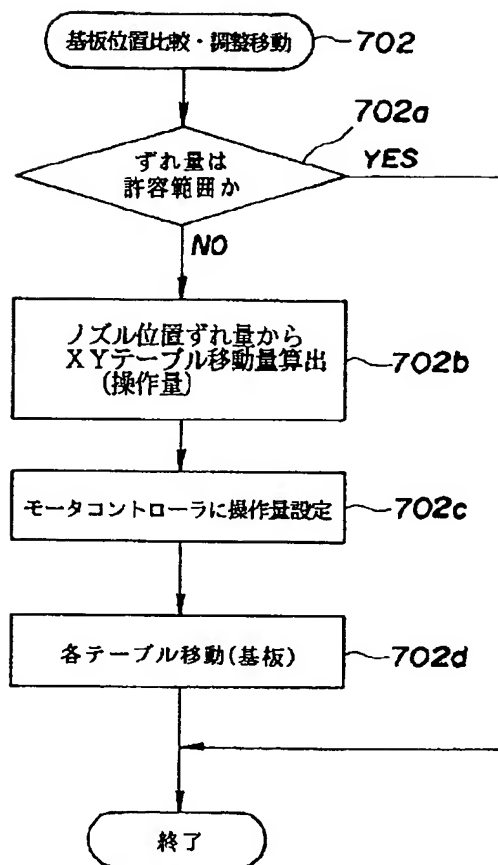 基板位置比較・調整移動
702
702a
ずれ量は
許容範囲か
YES
NO
ノズル位置ずれ量から
XYテーブル移動量算出
(操作量)
702b
モータコントローラに操作量設定
702c
各テーブル移動(基板)
702d
終了